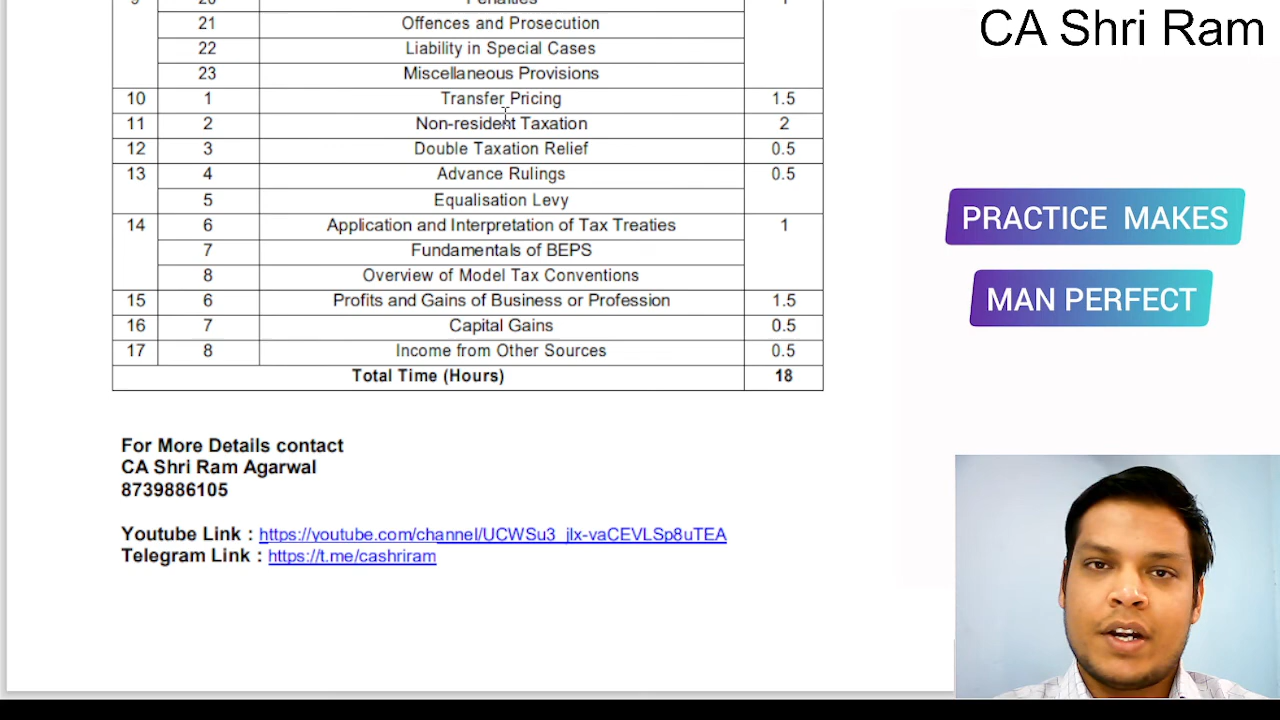 CA Shri Ram
9 20 Penalties 1
21 Offences and Prosecution
22 Liability in Special Cases
23 Miscellaneous Provisions
10 1 Transfer Pricing 1.5
11 2 Non-resident Taxation 2
12 3 Double Taxation Relief 0.5
13 4 Advance Rulings 0.5
5 Equalisation Levy
14 6 Application and Interpretation of Tax Treaties 1
7 Fundamentals of BEPS
8 Overview of Model Tax Conventions
15 6 Profits and Gains of Business or Profession 1.5
16 7 Capital Gains 0.5
17 8 Income from Other Sources 0.5
Total Time (Hours) 18
PRACTICE MAKES
MAN PERFECT
For More Details contact
CA Shri Ram Agarwal
8739886105
Youtube Link : https://youtube.com/channel/UCWSu3_jlx-vaCEVLSp8uTEA
Telegram Link : https://t.me/cashriram